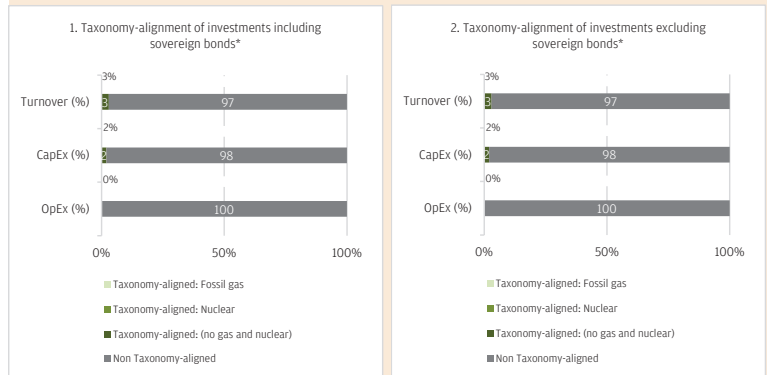 1. Taxonomy-alignment of investments including
sovereign bonds*
3%
Turnover (%)
3
97
2%
CapEx (%)
2
98
0%
OpEx (%)
100
0%
50%
100%
Taxonomy-aligned: Fossil gas
Taxonomy-aligned: Nuclear
Taxonomy-aligned: (no gas and nuclear)
Non Taxonomy-aligned
2. Taxonomy-alignment of investments excluding
sovereign bonds*
3%
Turnover (%)
3
97
2%
CapEx (%)
2
98
0%
OpEx (%)
100
0%
50%
100%
Taxonomy-aligned: Fossil gas
Taxonomy-aligned: Nuclear
Taxonomy-aligned: (no gas and nuclear)
Non Taxonomy-aligned